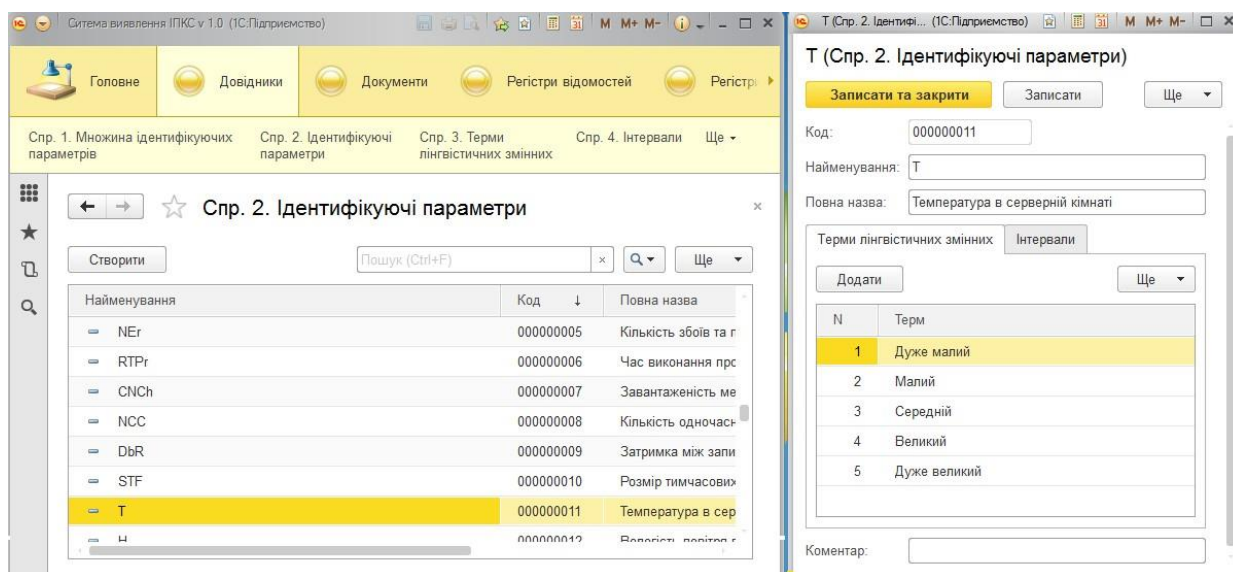 Ситема виявлення ІПКС v 1.0 (1С:Підприємство)
M M+ M-
Головне
Довідники
Документи
Регістри відомостей
Регістрі
Спр. 1. Множина ідентифікуючих параметрів
Спр. 2. Ідентифікуючі параметри
Спр. 3. Терми лінгвістичних змінних
Спр. 4. Інтервали
Ще
Спр. 2. Ідентифікуючі параметри
Створити
Пошук (Ctrl+F)
Ще
Найменування Код Повна назва
NEr 000000005 Кількість збоїв та п
RTPr 000000006 Час виконання про
CNCh 000000007 Завантаженість ме
NCC 000000008 Кількість одночасн
DbR 000000009 Затримка між запи
STF 000000010 Розмір тимчасових
T 000000011 Температура в сер
H 000000012 Вологість повітря
T (Спр. 2. Ідентифі... (1С:Підприємство)
M M+ M-
T (Спр. 2. Ідентифікуючі параметри)
Записати та закрити
Записати
Ще
Код: 000000011
Найменування: T
Повна назва: Температура в серверній кімнаті
Терми лінгвістичних змінних
Інтервали
Додати
Ще
N Терм
1 Дуже малий
2 Малий
3 Середній
4 Великий
5 Дуже великий
Коментар: